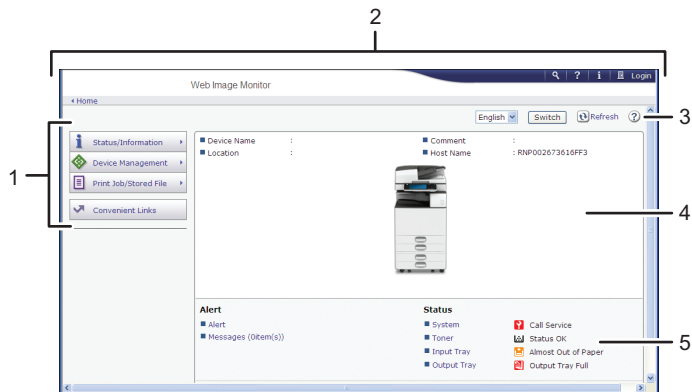 2
Web Image Monitor
? i Login
Home
English Switch Refresh ? 3
1
Status/Information
Device Management
Print Job/Stored File
Convenient Links
Device Name :
Comment :
Location :
Host Name : RNP002673616FF3
4
Alert
Alert
Messages (0item(s))
Status
System Call Service
Toner Status OK
Input Tray Almost Out of Paper
Output Tray Output Tray Full
5